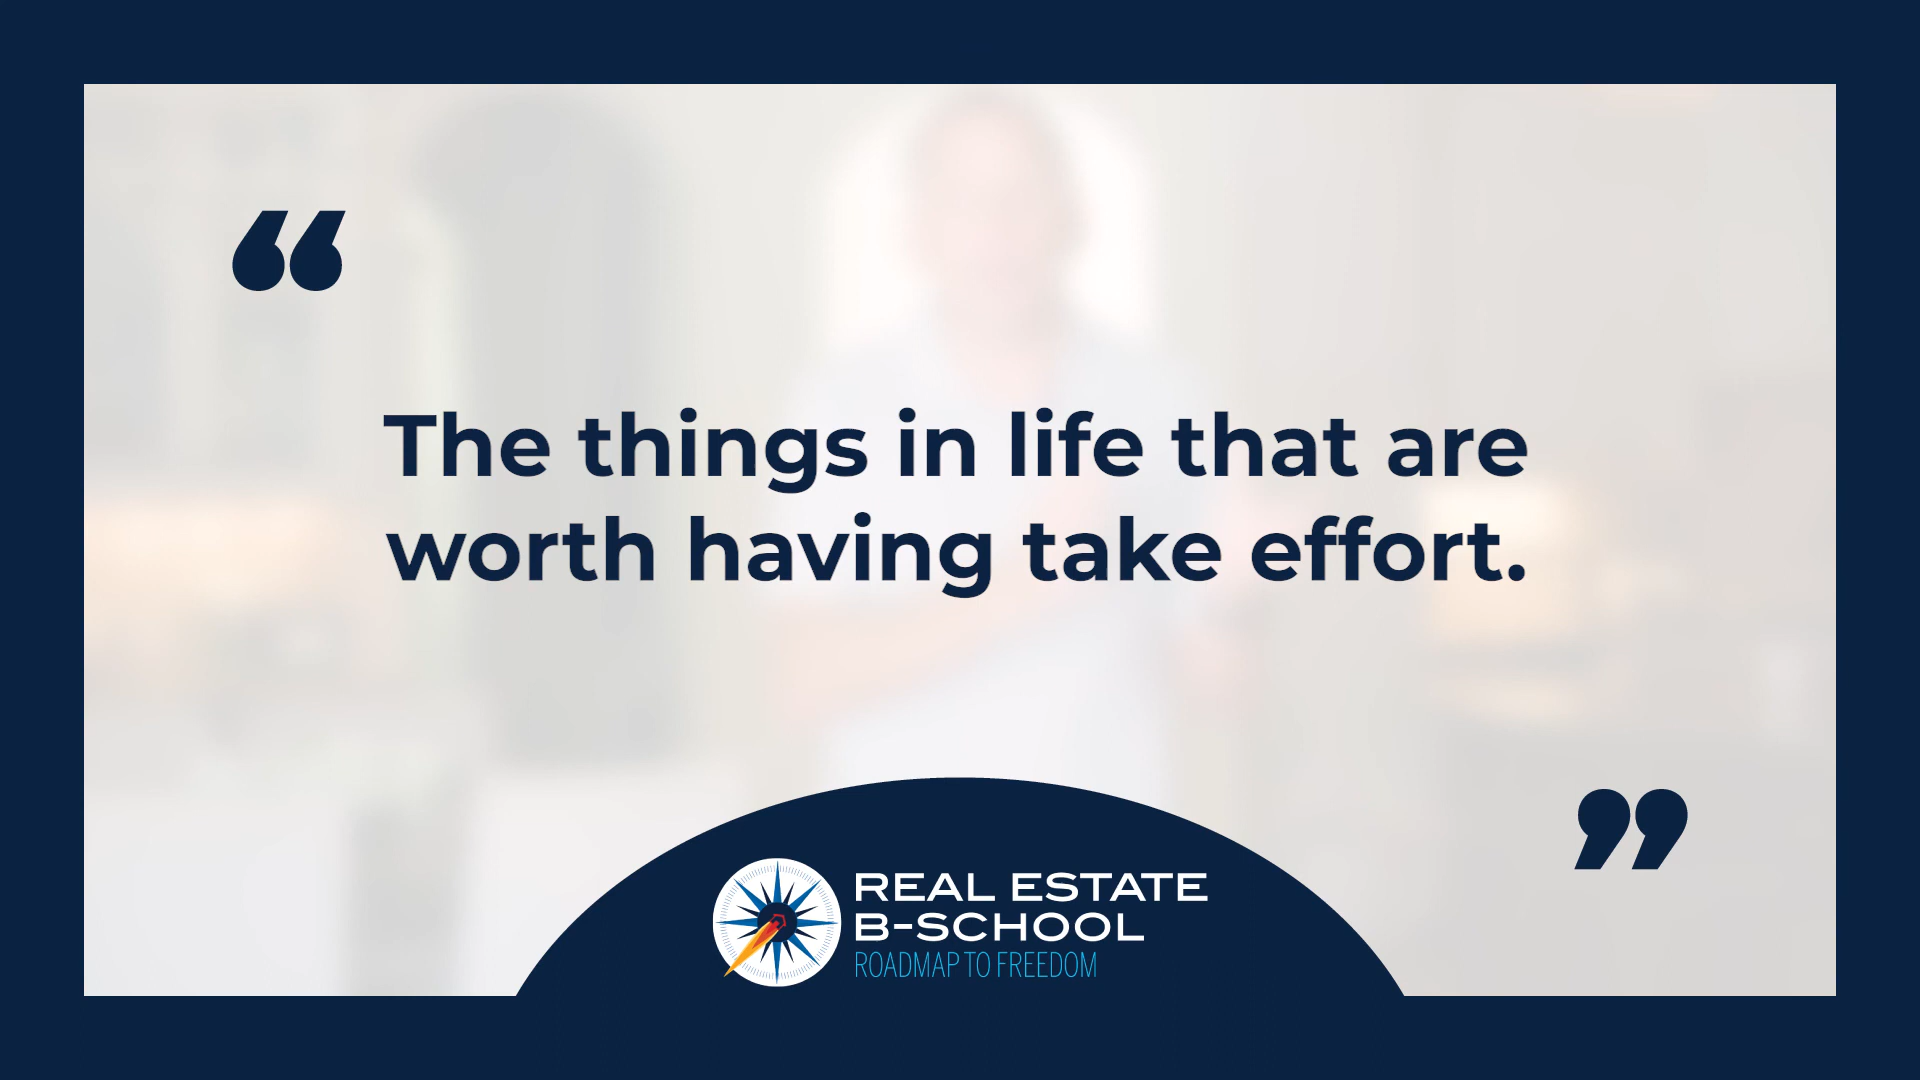 “
The things in life that are
worth having take effort.
”
REAL ESTATE
B-SCHOOL
ROADMAP TO FREEDOM